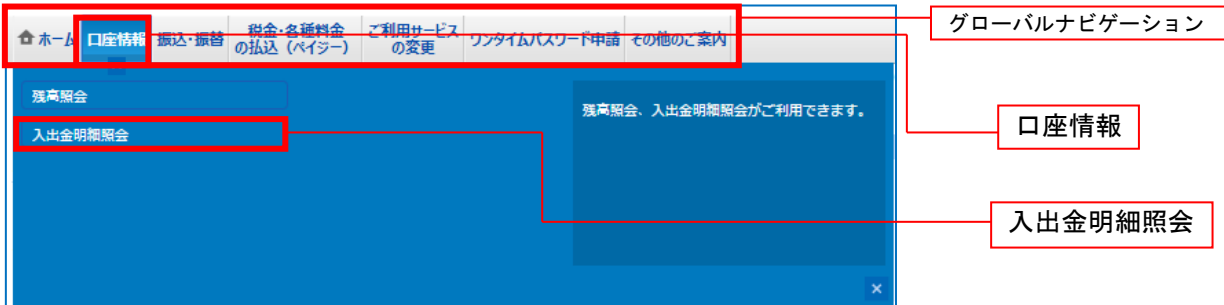 ホーム 口座情報 振込・振替 税金・各種料金 ご利用サービス ワンタイムパスワード申請 その他のご案内
の払込（ペイジー） の変更
グローバルナビゲーション
残高照会
残高照会、入出金明細照会がご利用できます。
入出金明細照会
口座情報
入出金明細照会
×